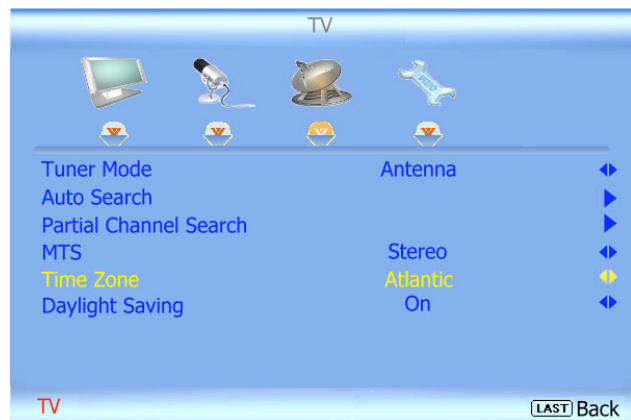 TV
VIZIO
Tuner Mode Antenna
Auto Search
Partial Channel Search
MTS Stereo
Time Zone Atlantic
Daylight Saving On
TV LAST Back